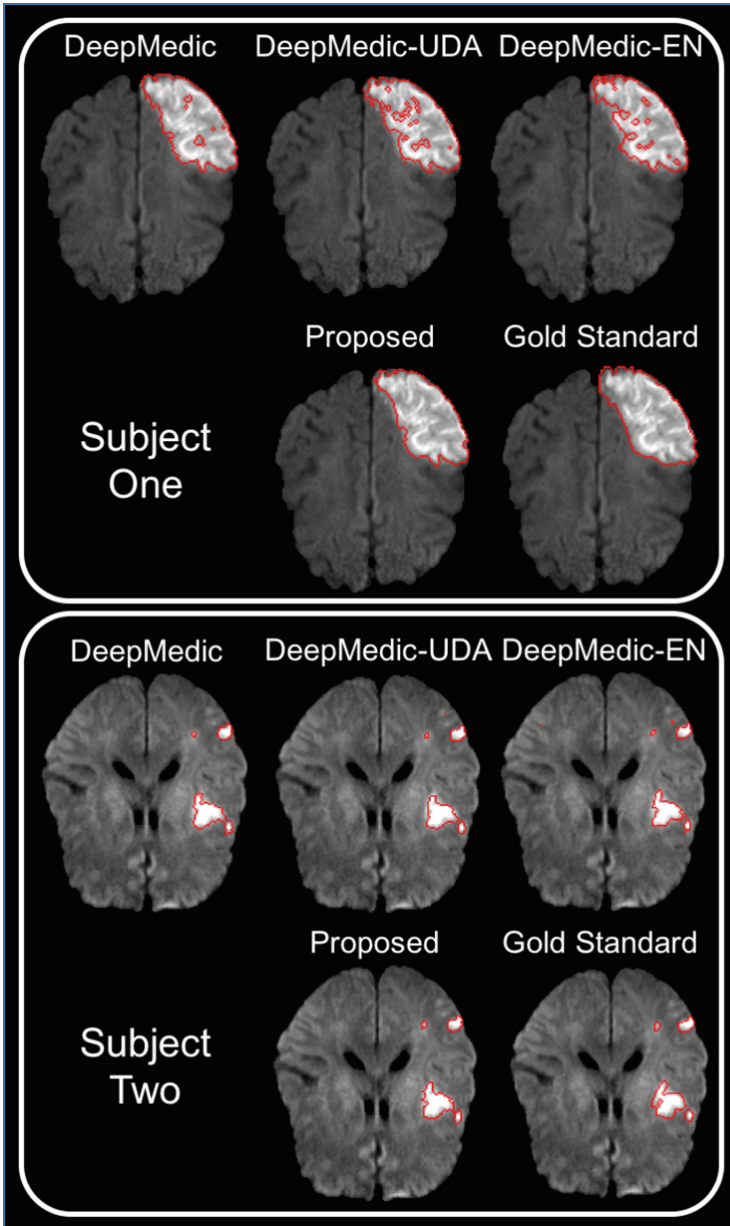 DeepMedic
DeepMedic-UDA
DeepMedic-EN
Proposed
Gold Standard
Subject
One
DeepMedic
DeepMedic-UDA
DeepMedic-EN
Proposed
Gold Standard
Subject
Two